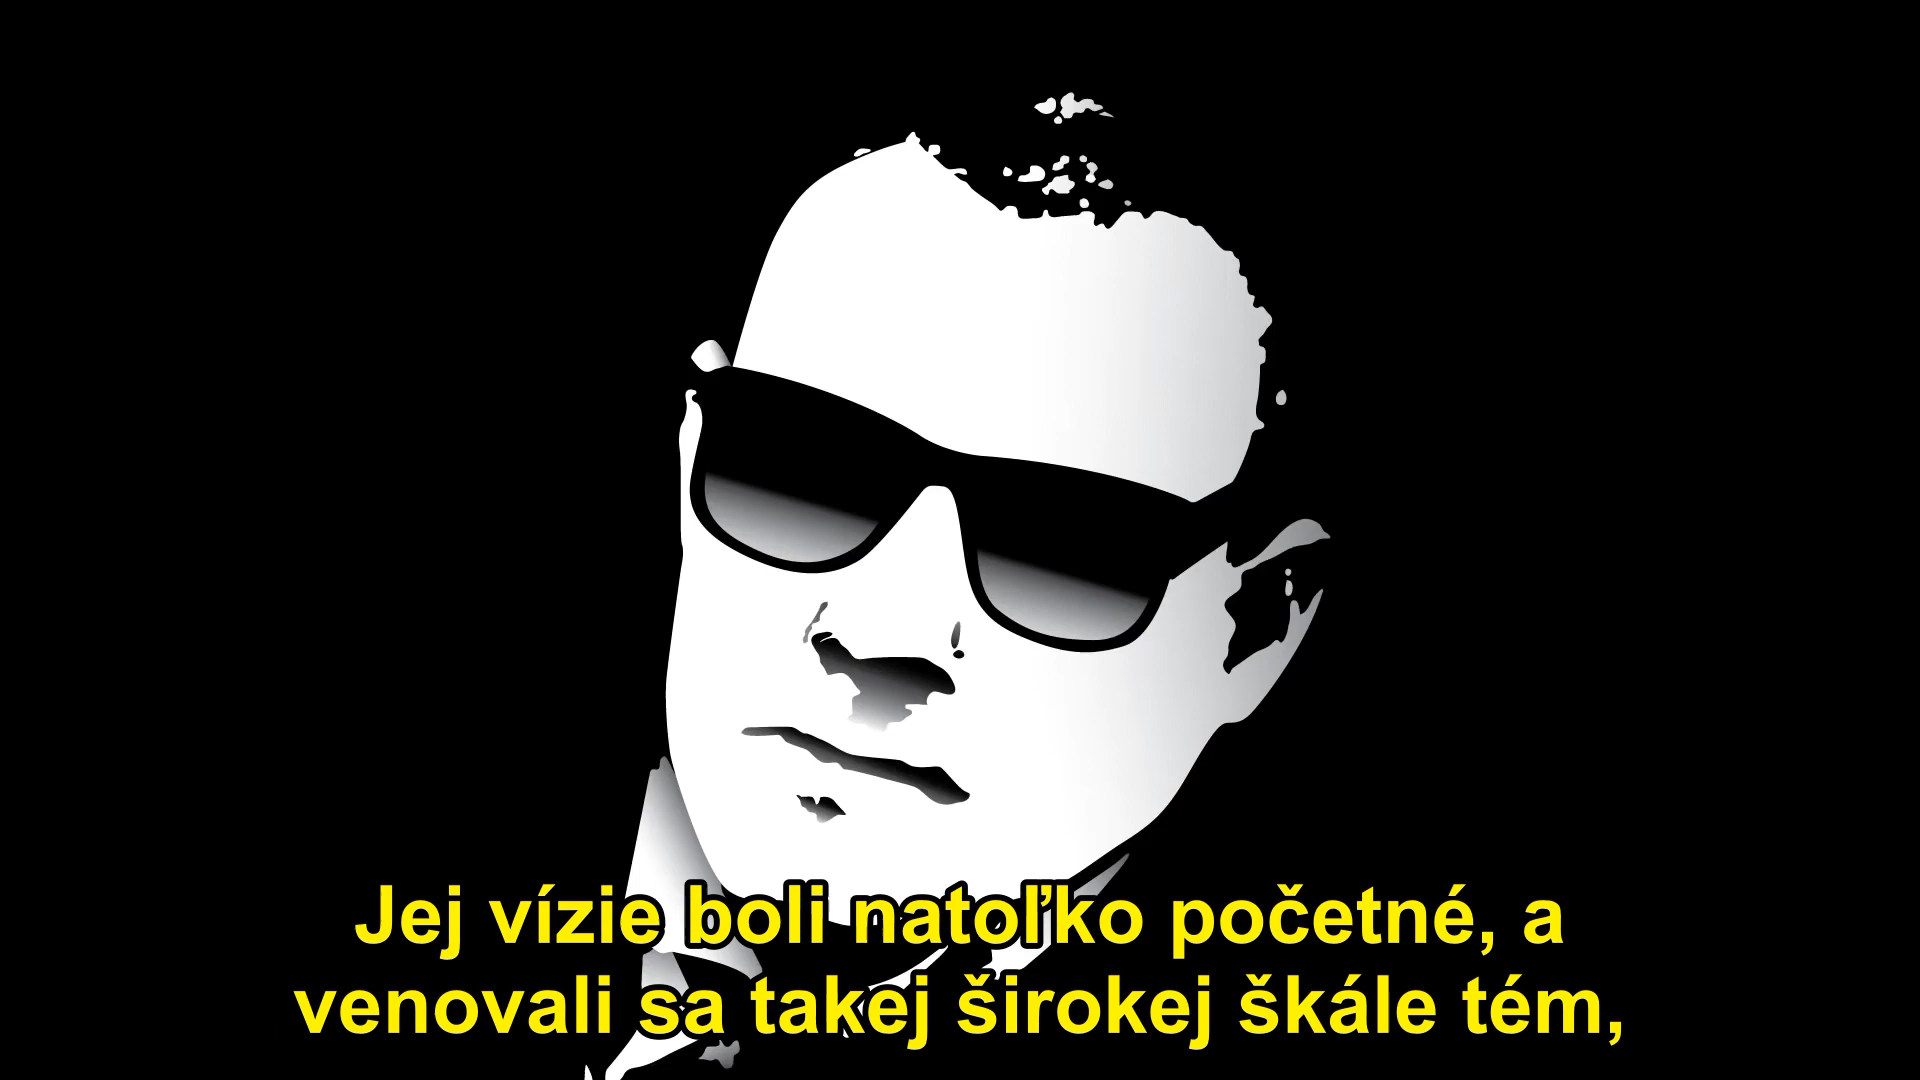 Jej vízie boli natoľko početné, a
venovali sa takej širokej škále tém,